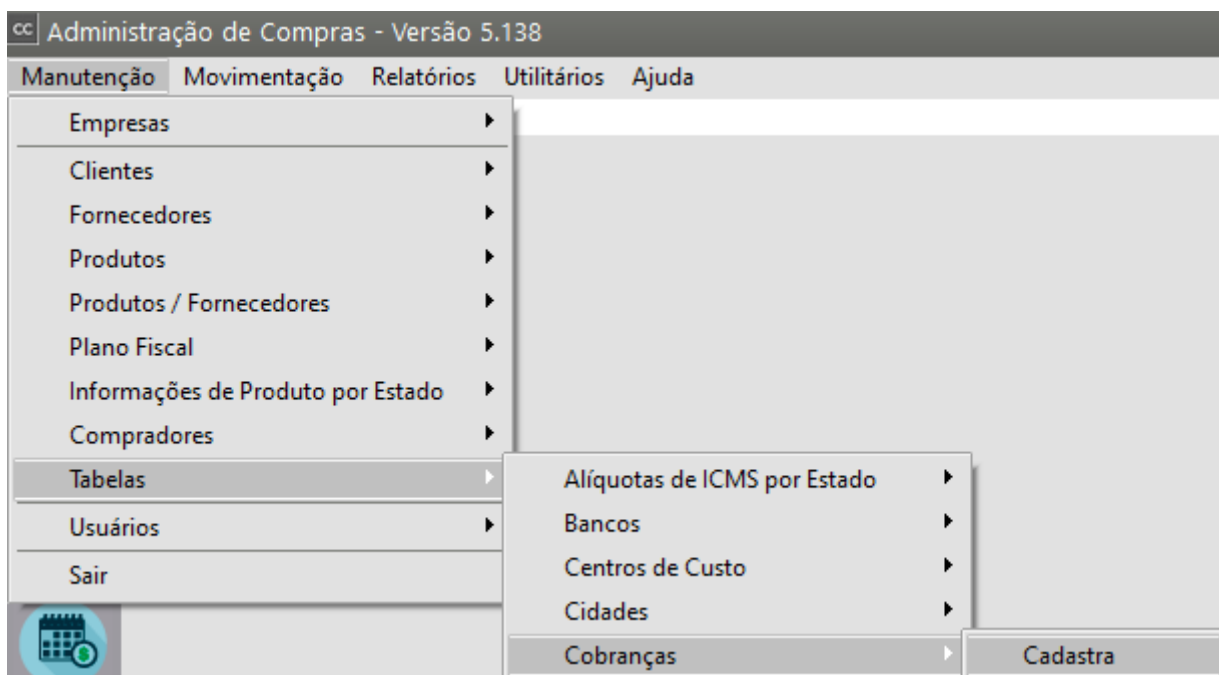 cc Administração de Compras - Versão 5.138
Manutenção Movimentação Relatórios Utilitários Ajuda
Empresas
Clientes
Fornecedores
Produtos
Produtos / Fornecedores
Plano Fiscal
Informações de Produto por Estado
Compradores
Tabelas
Usuários
Sair
Alíquotas de ICMS por Estado
Bancos
Centros de Custo
Cidades
Cobranças
Cadastra